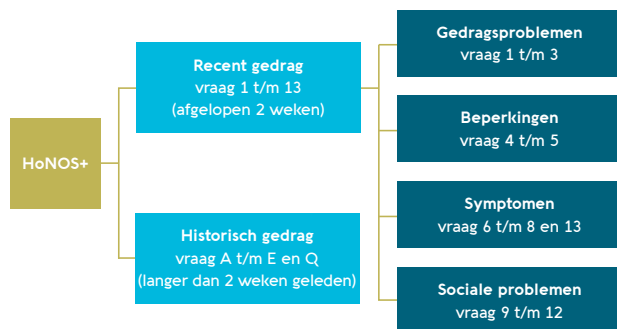 HoNOS+
Recent gedrag
vraag 1 t/m 13
(afgelopen 2 weken)
Historisch gedrag
vraag A t/m E en Q
(langer dan 2 weken geleden)
Gedragsproblemen
vraag 1 t/m 3
Beperkingen
vraag 4 t/m 5
Symptomen
vraag 6 t/m 8 en 13
Sociale problemen
vraag 9 t/m 12